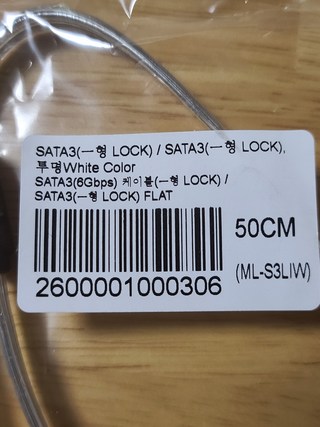 SATA3(一형 LOCK) / SATA3(一형 LOCK),
투명White Color
SATA3(6Gbps) 케이블(一형 LOCK) /
SATA3(一형 LOCK) FLAT
50CM
2600001000306
(ML-S3LIW)